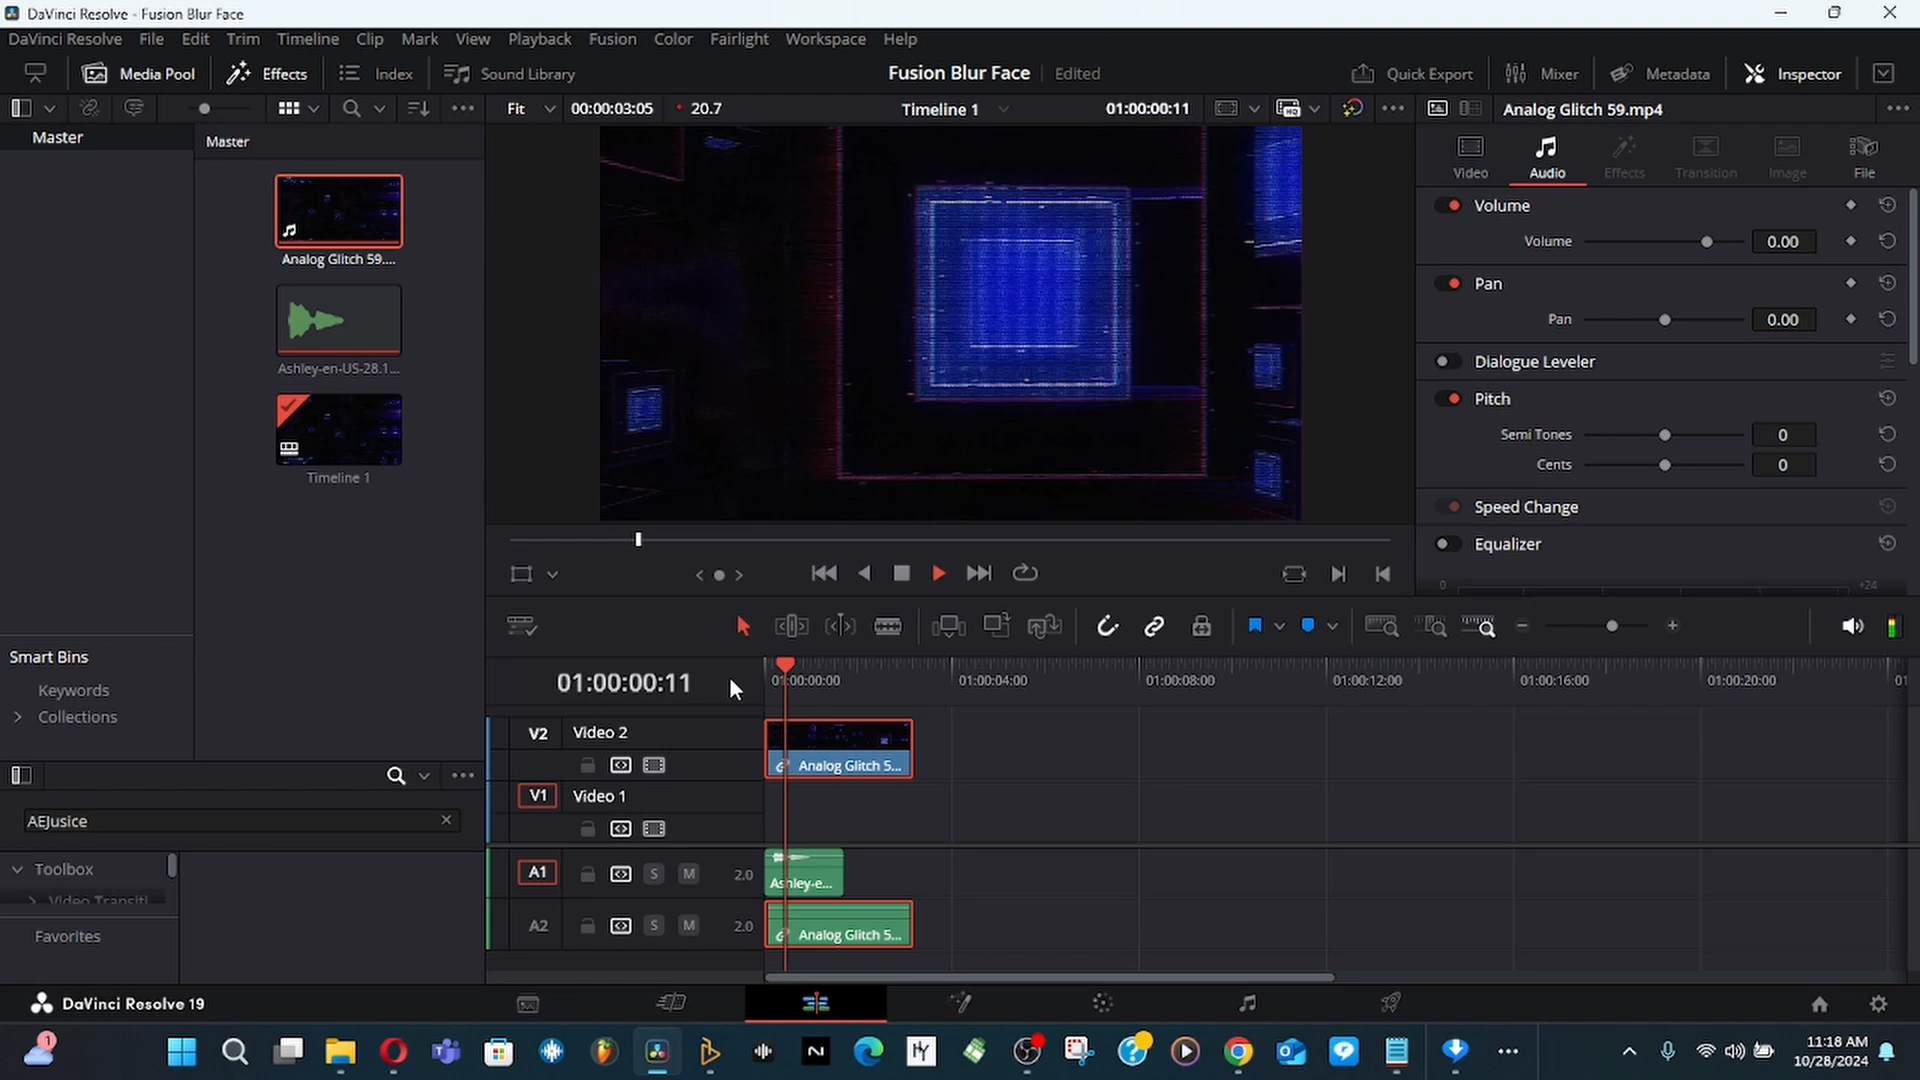 DaVinci Resolve - Fusion Blur Face
DaVinci Resolve File Edit Trim Timeline Clip Mark View Playback Fusion Color Fairlight Workspace Help
Media Pool Effects Index Sound Library Fusion Blur Face Edited Quick Export Mixer Metadata Inspector
Fit 00:00:03:05 20.7 Timeline 1 01:00:00:11 Analog Glitch 59.mp4
Master
Master
Video Audio Effects Transition Image File
Volume
Volume 0.00
Analog Glitch 59....
Pan
Pan 0.00
Dialogue Leveler
Ashley-en-US-28.1...
Pitch
Semi Tones 0
Cents 0
Timeline 1
Speed Change
Equalizer
0 +24
Smart Bins
Keywords
Collections
01:00:00:11
01:00:00:00 01:00:04:00 01:00:08:00 01:00:12:00 01:00:16:00 01:00:20:00 01
V2 Video 2
Analog Glitch 5...
V1 Video 1
AEJusice
Toolbox
Video Transiti
Favorites
A1 S M 2.0 Ashley-e...
A2 S M 2.0 Analog Glitch 5...
DaVinci Resolve 19
1
11:18 AM
10/28/2024